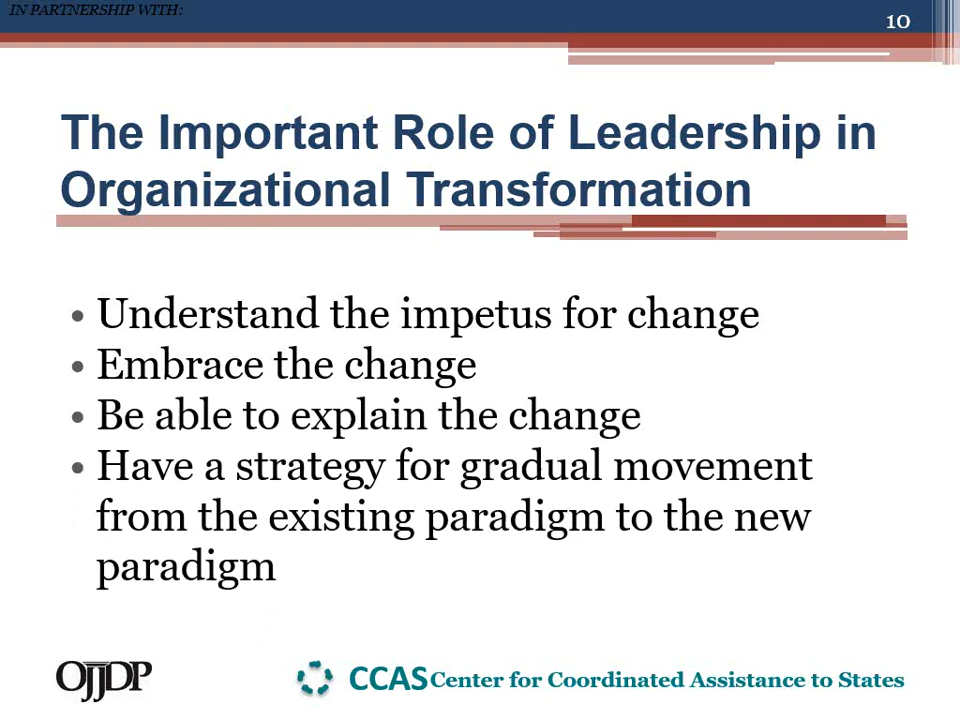 IN PARTNERSHIP WITH:
10
The Important Role of Leadership in
Organizational Transformation
• Understand the impetus for change
• Embrace the change
• Be able to explain the change
• Have a strategy for gradual movement
from the existing paradigm to the new
paradigm
OJJDP
CCAS Center for Coordinated Assistance to States